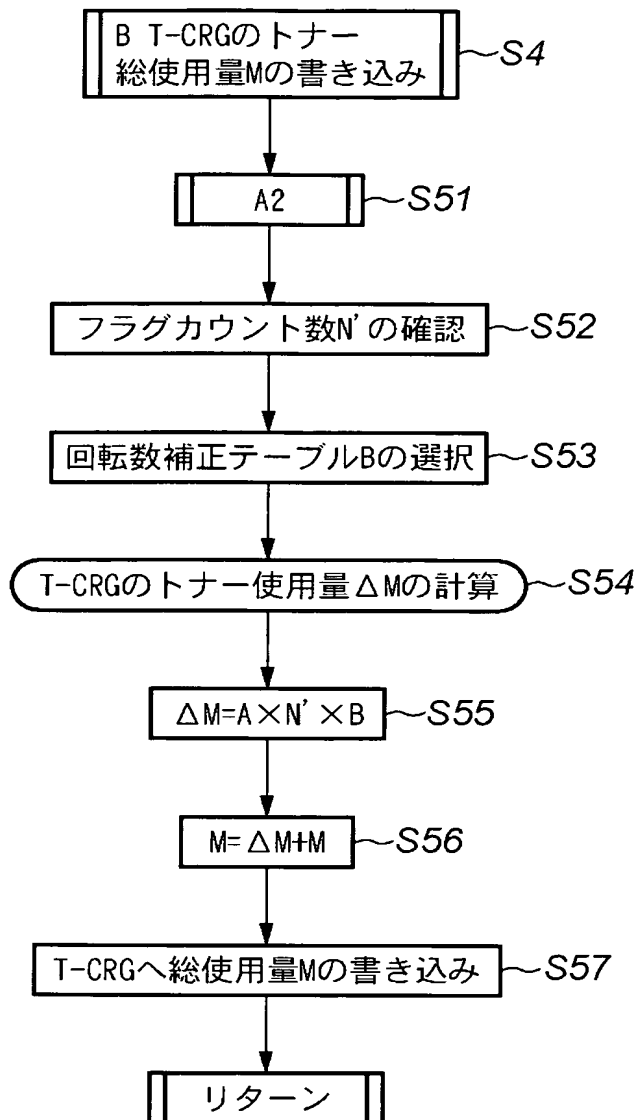 B T-CRGのトナー
総使用量Mの書き込み
S4
A2
S51
フラグカウント数N'の確認
S52
回転数補正テーブルBの選択
S53
T-CRGのトナー使用量ΔMの計算
S54
ΔM=A×N'×B
S55
M=ΔM+M
S56
T-CRGへ総使用量Mの書き込み
S57
リターン